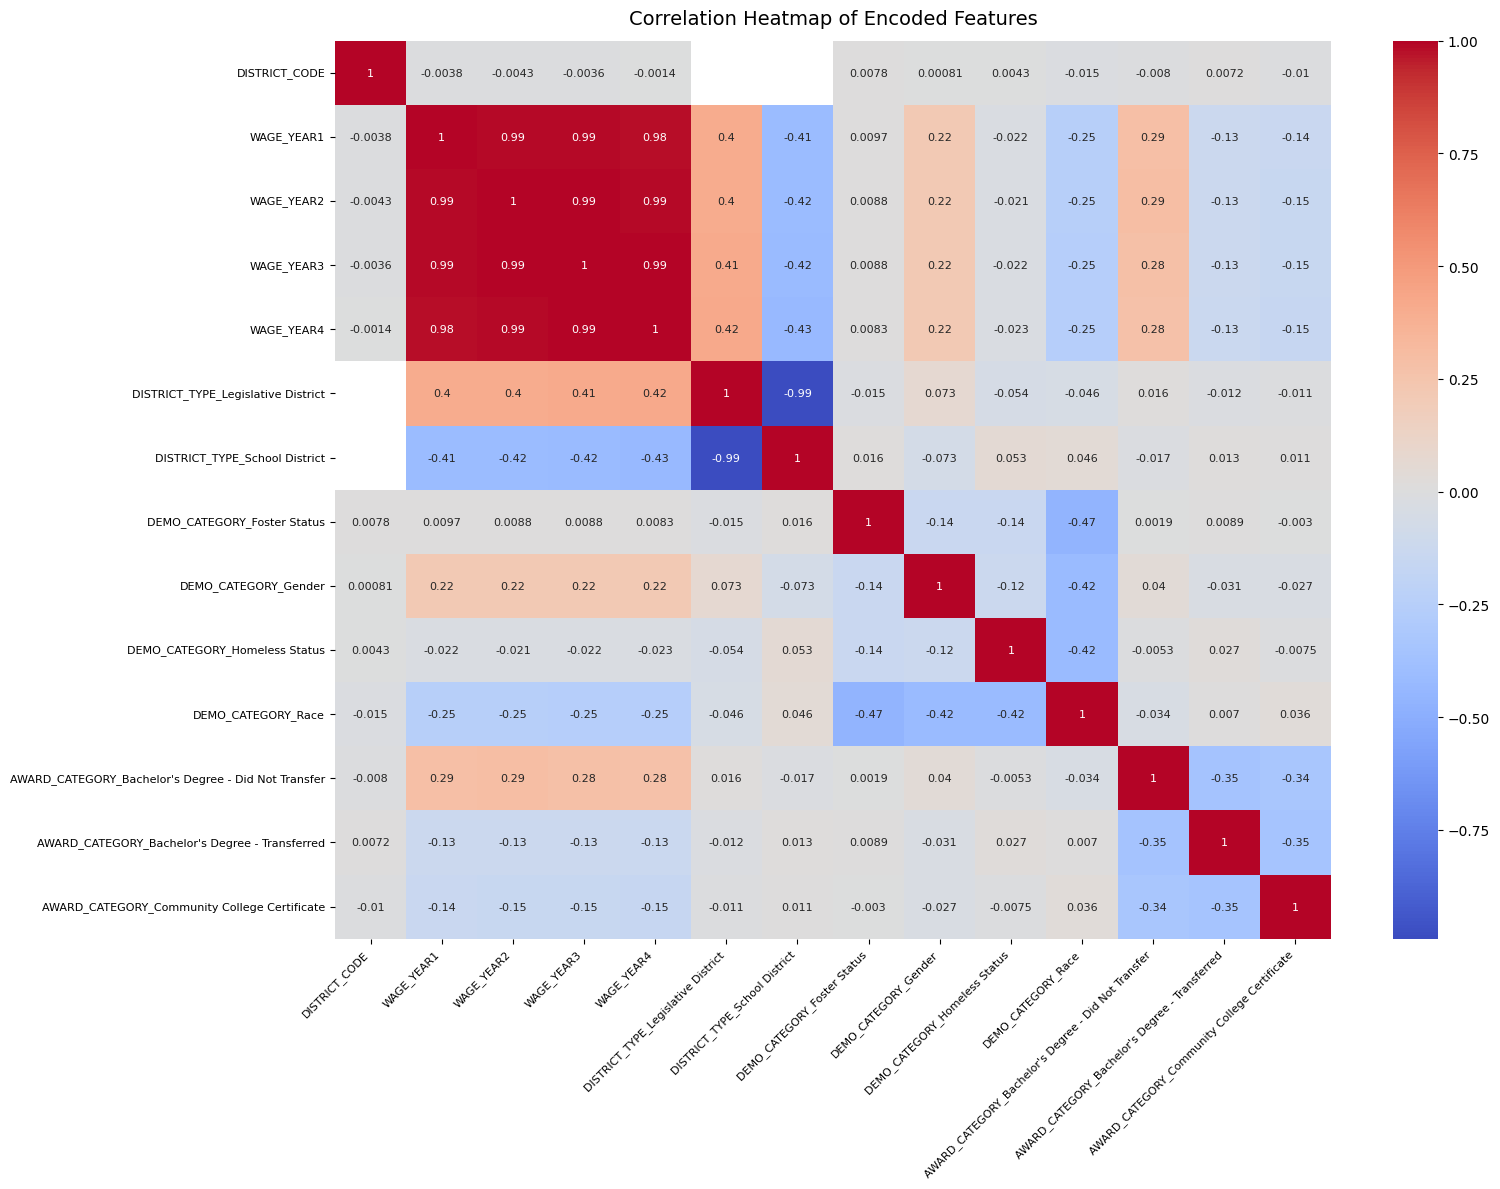 Correlation Heatmap of Encoded Features
DISTRICT_CODE 1 -0.0038 -0.0043 -0.0036 -0.0014 0.0078 0.00081 0.0043 -0.015 -0.008 0.0072 -0.01
WAGE_YEAR1 -0.0038 1 0.99 0.99 0.98 0.4 -0.41 0.0097 0.22 -0.022 -0.25 0.29 -0.13 -0.14
WAGE_YEAR2 -0.0043 0.99 1 0.99 0.99 0.4 -0.42 0.0088 0.22 -0.021 -0.25 0.29 -0.13 -0.15
WAGE_YEAR3 -0.0036 0.99 0.99 1 0.99 0.41 -0.42 0.0088 0.22 -0.022 -0.25 0.28 -0.13 -0.15
WAGE_YEAR4 -0.0014 0.98 0.99 0.99 1 0.42 -0.43 0.0083 0.22 -0.023 -0.25 0.28 -0.13 -0.15
DISTRICT_TYPE_Legislative District 0.4 0.4 0.41 0.42 1 -0.99 -0.015 0.073 -0.054 -0.046 0.016 -0.012 -0.011
DISTRICT_TYPE_School District -0.41 -0.42 -0.42 -0.43 -0.99 1 0.016 -0.073 0.053 0.046 -0.017 0.013 0.011
DEMO_CATEGORY_Foster Status 0.0078 0.0097 0.0088 0.0088 0.0083 -0.015 0.016 1 -0.14 -0.14 -0.47 0.0019 0.0089 -0.003
DEMO_CATEGORY_Gender 0.00081 0.22 0.22 0.22 0.22 0.073 -0.073 -0.14 1 -0.12 -0.42 0.04 -0.031 -0.027
DEMO_CATEGORY_Homeless Status 0.0043 -0.022 -0.021 -0.022 -0.023 -0.054 0.053 -0.14 -0.12 1 -0.42 -0.0053 0.027 -0.0075
DEMO_CATEGORY_Race -0.015 -0.25 -0.25 -0.25 -0.25 -0.046 0.046 -0.47 -0.42 -0.42 1 -0.034 0.007 0.036
AWARD_CATEGORY_Bachelor's Degree - Did Not Transfer -0.008 0.29 0.29 0.28 0.28 0.016 -0.017 0.0019 0.04 -0.0053 -0.034 1 -0.35 -0.34
AWARD_CATEGORY_Bachelor's Degree - Transferred 0.0072 -0.13 -0.13 -0.13 -0.13 -0.012 0.013 0.0089 -0.031 0.027 0.007 -0.35 1 -0.35
AWARD_CATEGORY_Community College Certificate -0.01 -0.14 -0.15 -0.15 -0.15 -0.011 0.011 -0.003 -0.027 -0.0075 0.036 -0.34 -0.35 1
DISTRICT_CODE
WAGE_YEAR1
WAGE_YEAR2
WAGE_YEAR3
WAGE_YEAR4
DISTRICT_TYPE_Legislative District
DISTRICT_TYPE_School District
DEMO_CATEGORY_Foster Status
DEMO_CATEGORY_Gender
DEMO_CATEGORY_Homeless Status
DEMO_CATEGORY_Race
AWARD_CATEGORY_Bachelor's Degree - Did Not Transfer
AWARD_CATEGORY_Bachelor's Degree - Transferred
AWARD_CATEGORY_Community College Certificate
1.00
0.75
0.50
0.25
0.00
−0.25
−0.50
−0.75